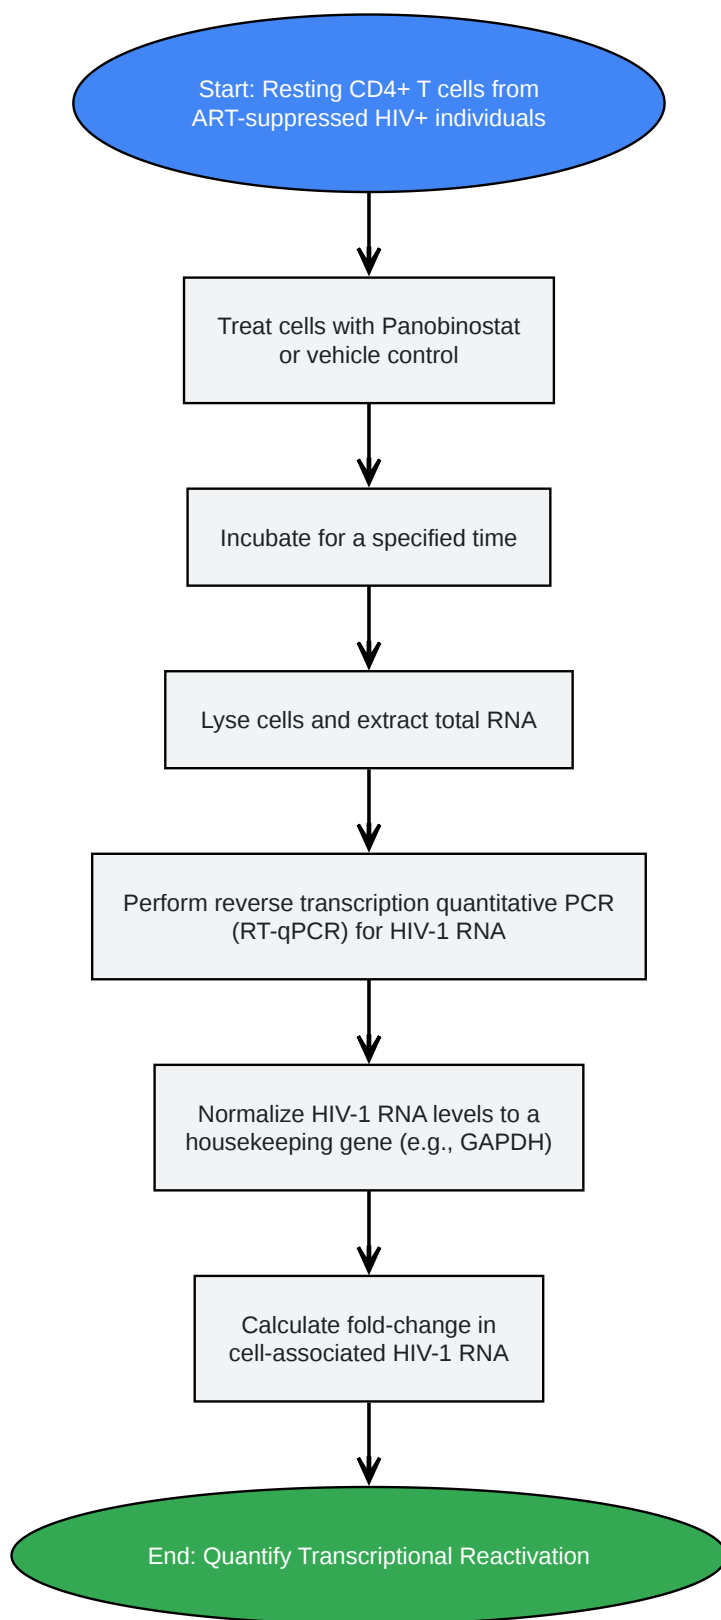 Start: Resting CD4+ T cells from
ART-suppressed HIV+ individuals
Treat cells with Panobinostat
or vehicle control
Incubate for a specified time
Lyse cells and extract total RNA
Perform reverse transcription quantitative PCR
(RT-qPCR) for HIV-1 RNA
Normalize HIV-1 RNA levels to a
housekeeping gene (e.g., GAPDH)
Calculate fold-change in
cell-associated HIV-1 RNA
End: Quantify Transcriptional Reactivation